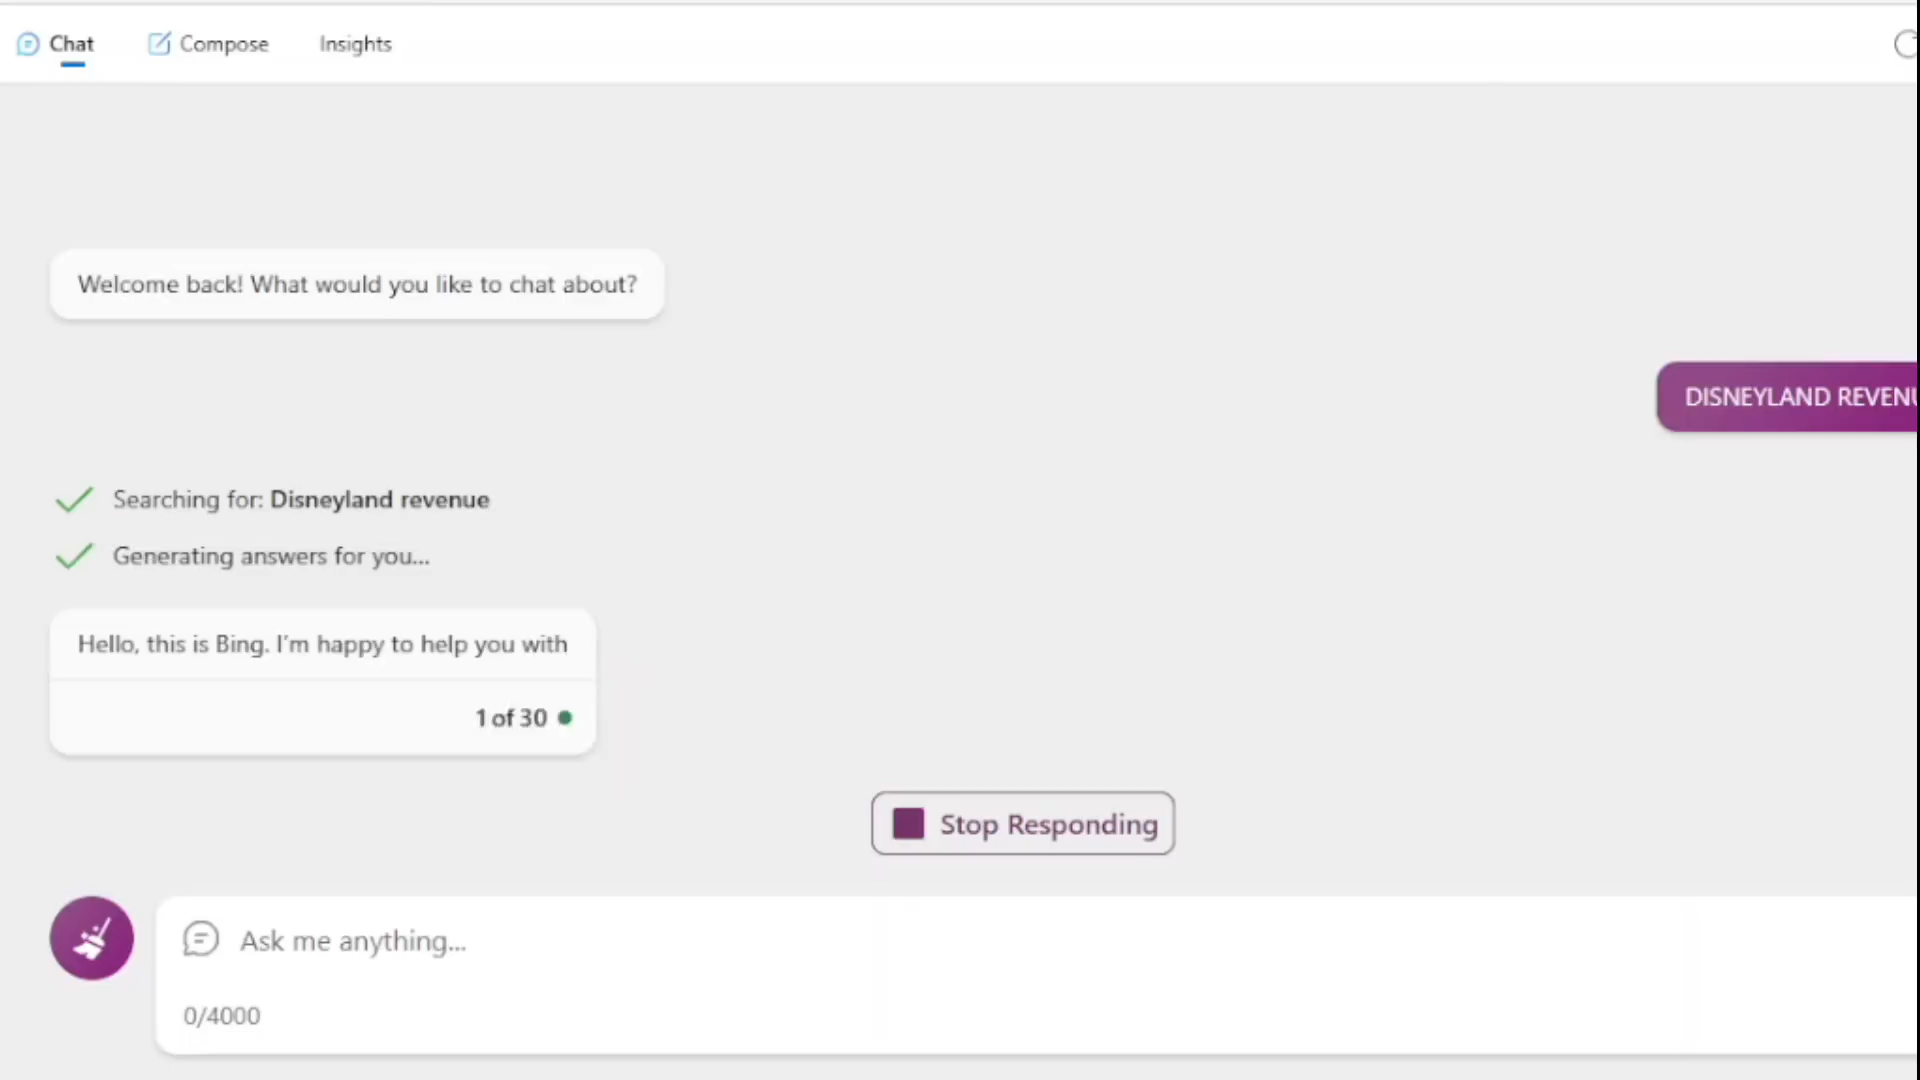 Chat Compose Insights
Welcome back! What would you like to chat about?
DISNEYLAND REVENU
Searching for: Disneyland revenue
Generating answers for you...
Hello, this is Bing. I'm happy to help you with
1 of 30
Stop Responding
Ask me anything...
0/4000